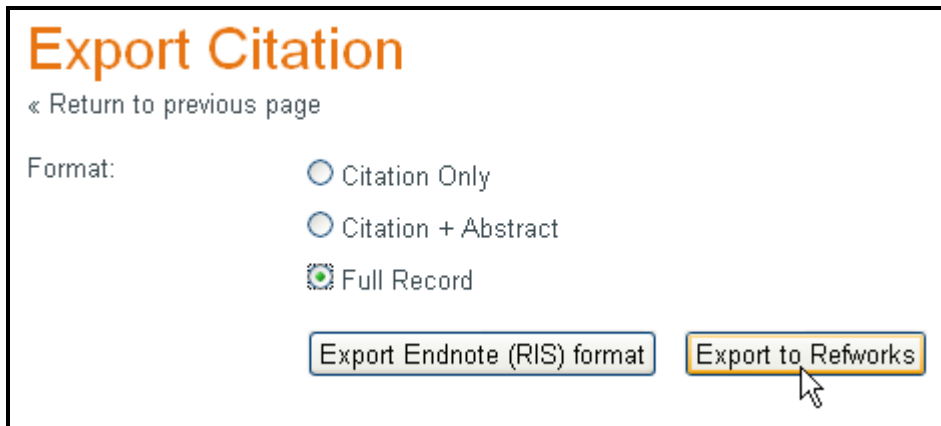 Export Citation
« Return to previous page
Format:
Citation Only
Citation + Abstract
Full Record
Export Endnote (RIS) format
Export to Refworks